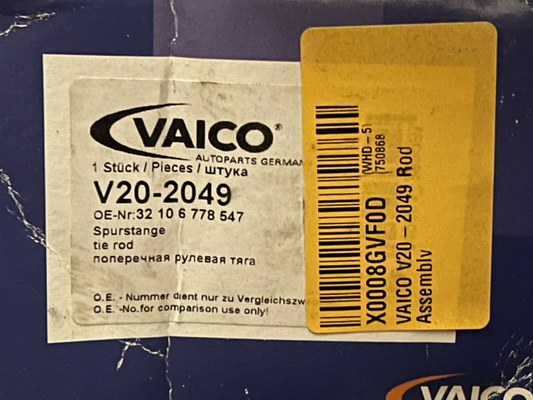 VAICO®
AUTOPARTS GERMAN
1 Stück / Pieces / штука
V20-2049
OE-Nr:32 10 6 778 547
Spurstange
tie rod
поперечная рулевая тяга
O.E. - Nummer dient nur zu Vergleichszw
O.E. -No.for comparison use only!
(WHD - 5)
750868
X0008GVF0D
VAICO V20 - 2049 Rod
Assembly
VAICO